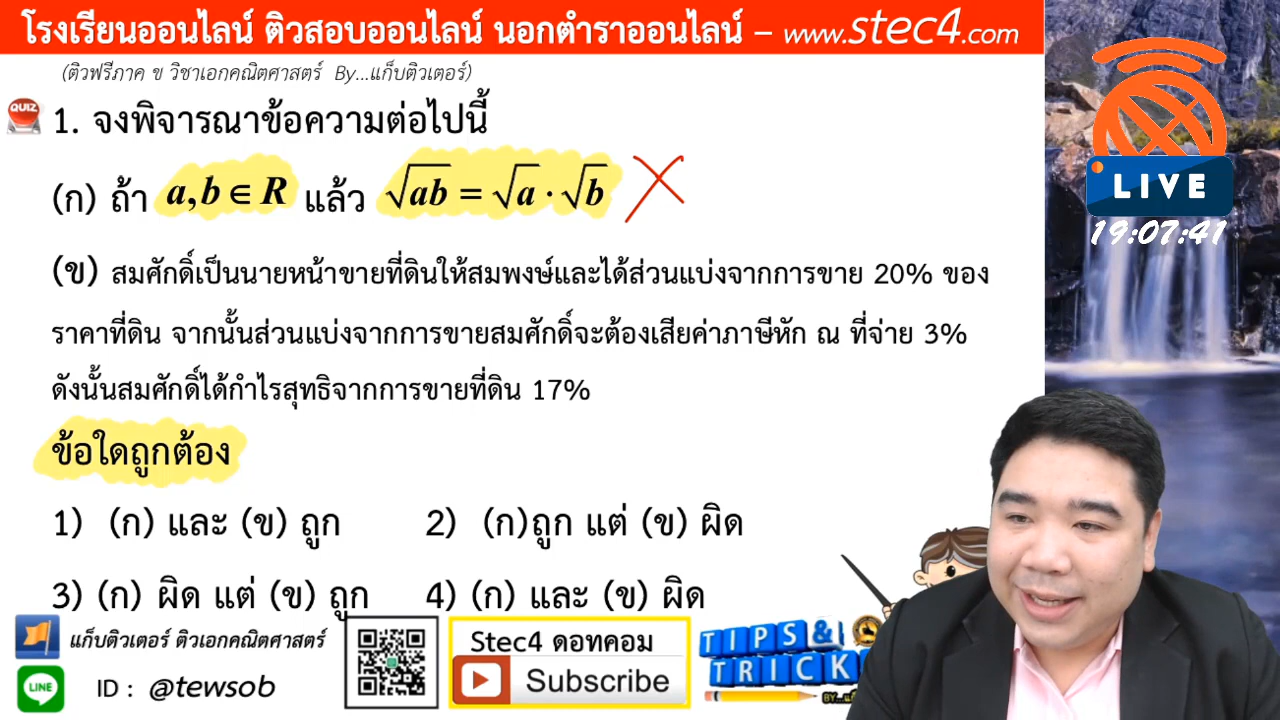 โรงเรียนออนไลน์ ติวสอบออนไลน์ นอกตำราออนไลน์ – www.stec4.com
(ติวฟรีภาค ข วิชาเอกคณิตศาสตร์ By...แก็บติวเตอร์)
QUIZ
1. จงพิจารณาข้อความต่อไปนี้
(ก) ถ้า a,b ∈ R แล้ว √ab = √a · √b
LIVE
19:07:41
(ข) สมศักดิ์เป็นนายหน้าขายที่ดินให้สมพงษ์และได้ส่วนแบ่งจากการขาย 20% ของ
ราคาที่ดิน จากนั้นส่วนแบ่งจากการขายสมศักดิ์จะต้องเสียค่าภาษีหัก ณ ที่จ่าย 3%
ดังนั้นสมศักดิ์ได้กำไรสุทธิจากการขายที่ดิน 17%
ข้อใดถูกต้อง
1) (ก) และ (ข) ถูก 2) (ก)ถูก แต่ (ข) ผิด
3) (ก) ผิด แต่ (ข) ถูก 4) (ก) และ (ข) ผิด
แก็บติวเตอร์ ติวเอกคณิตศาสตร์
LINE
ID : @tewsob
Stec4 ดอทคอม
Subscribe
TIPS &
TRICK